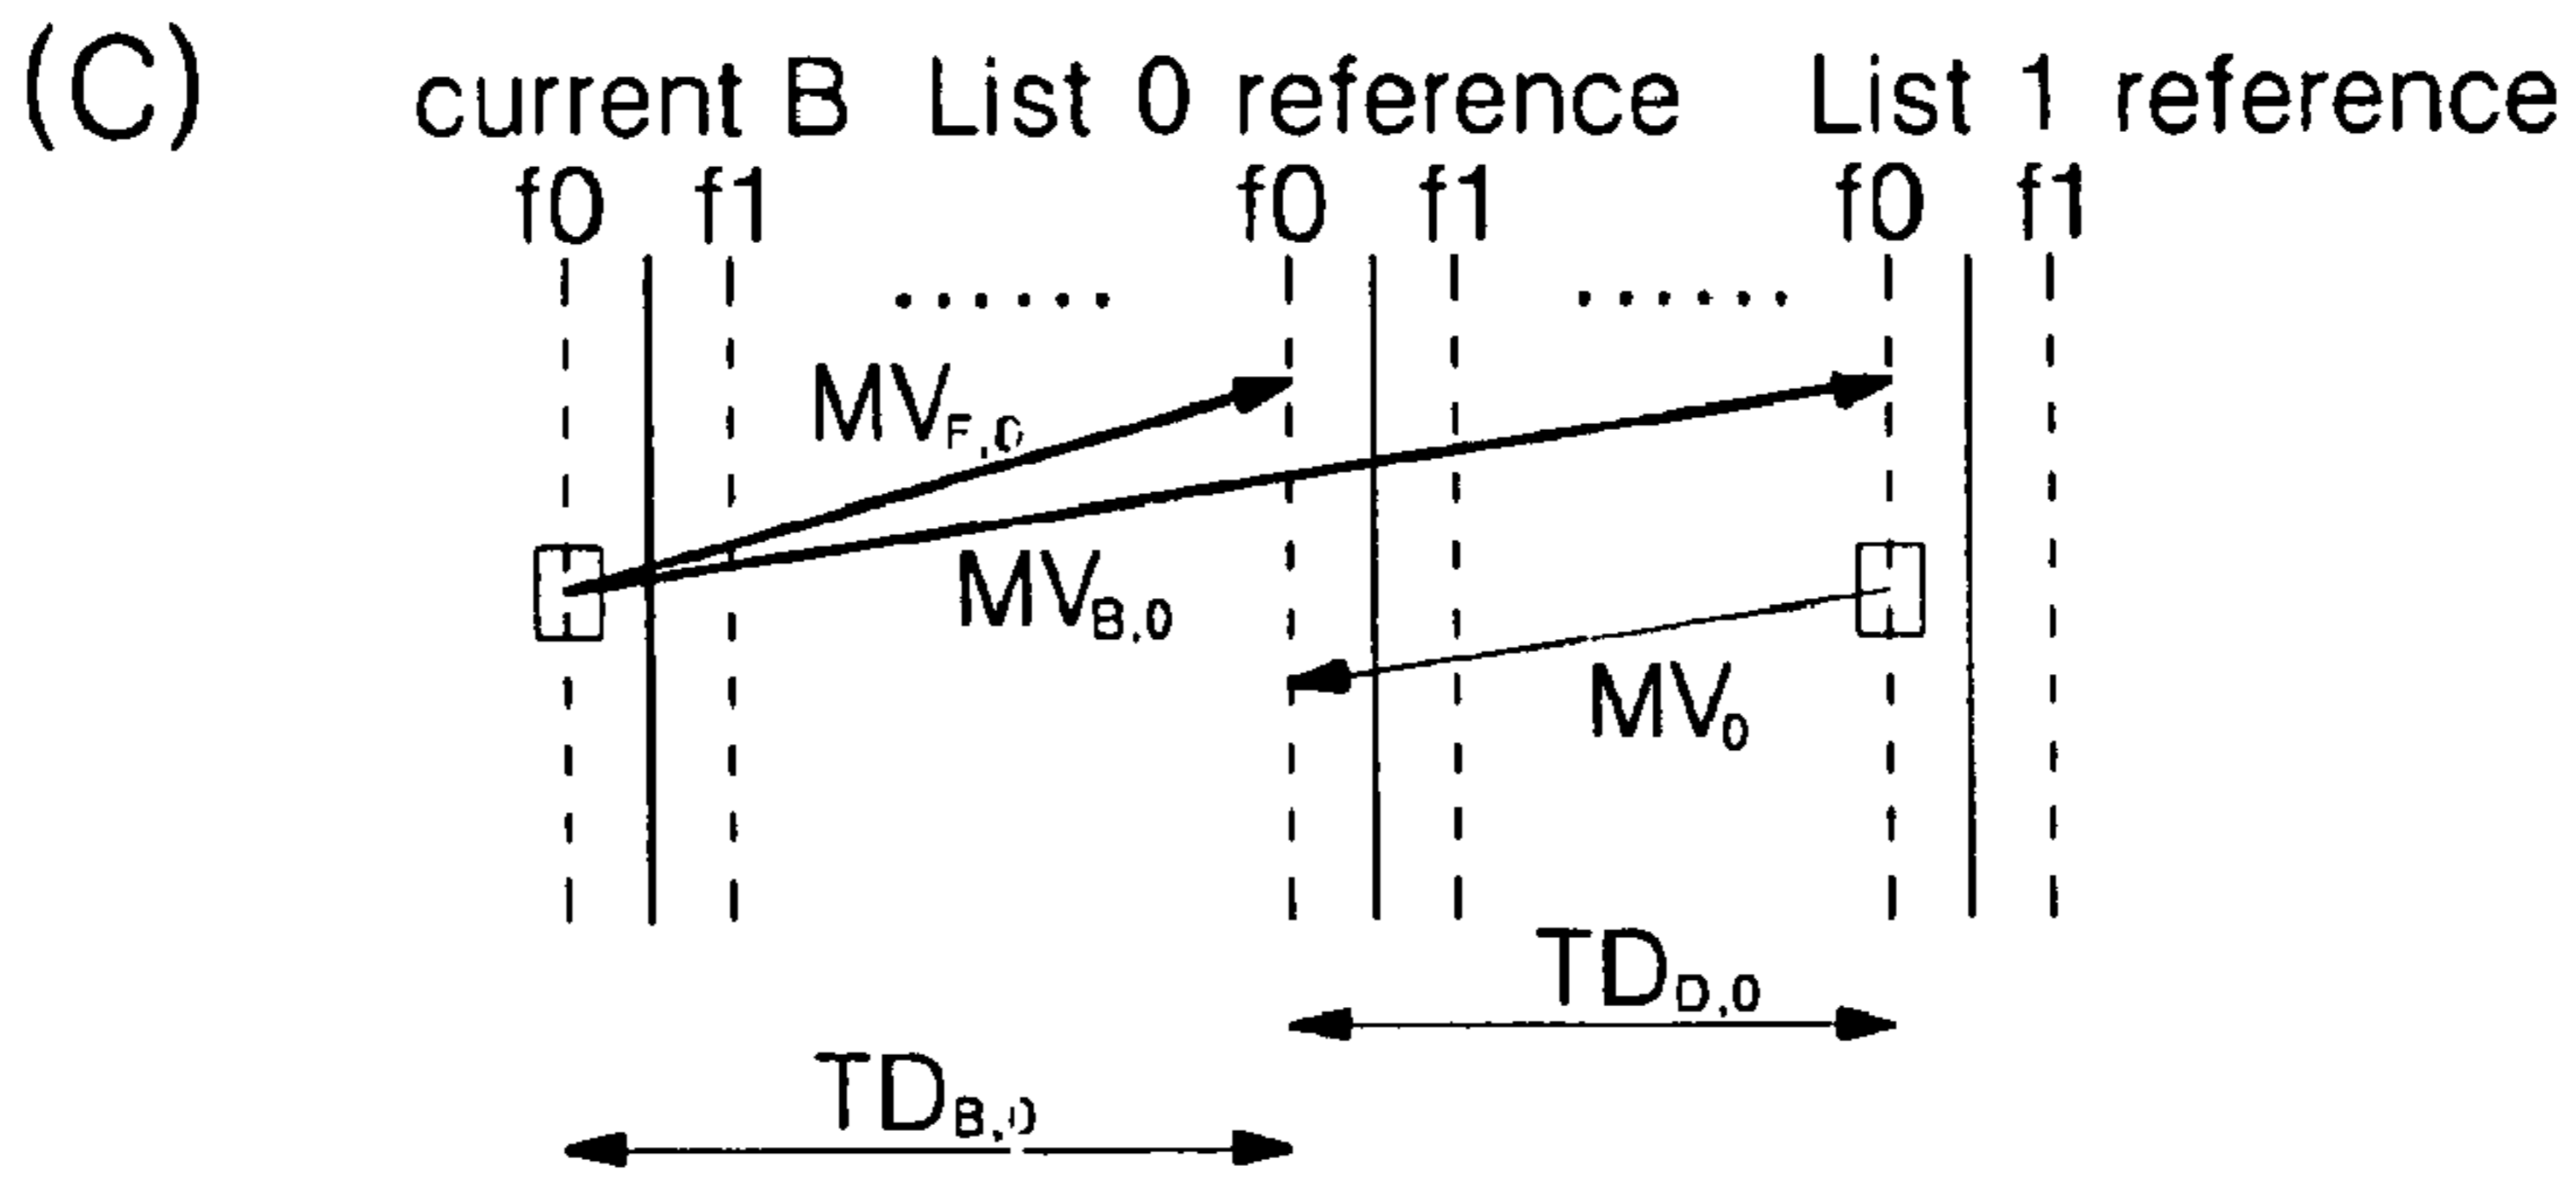 (C)
current B List 0 reference List 1 reference
f0 f1 f0 f1 f0 f1
......
......
MVF,0
MVB,0
MV0
TDD,0
TDB,0